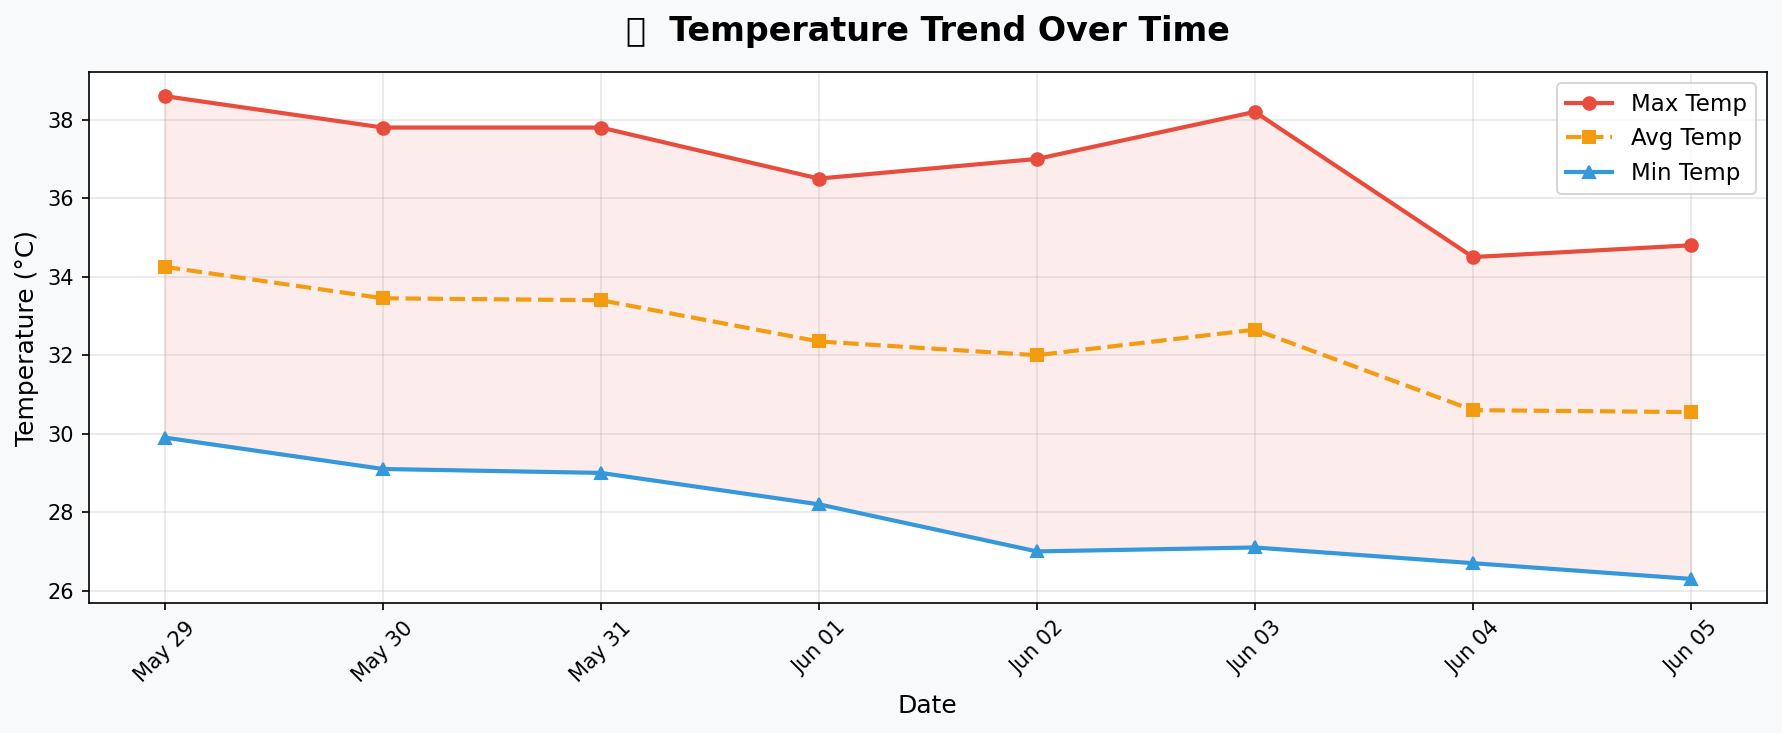 Temperature Trend Over Time
Max Temp
Avg Temp
Min Temp
Temperature (°C)
38
36
34
32
30
28
26
May 29
May 30
May 31
Jun 01
Jun 02
Jun 03
Jun 04
Jun 05
Date